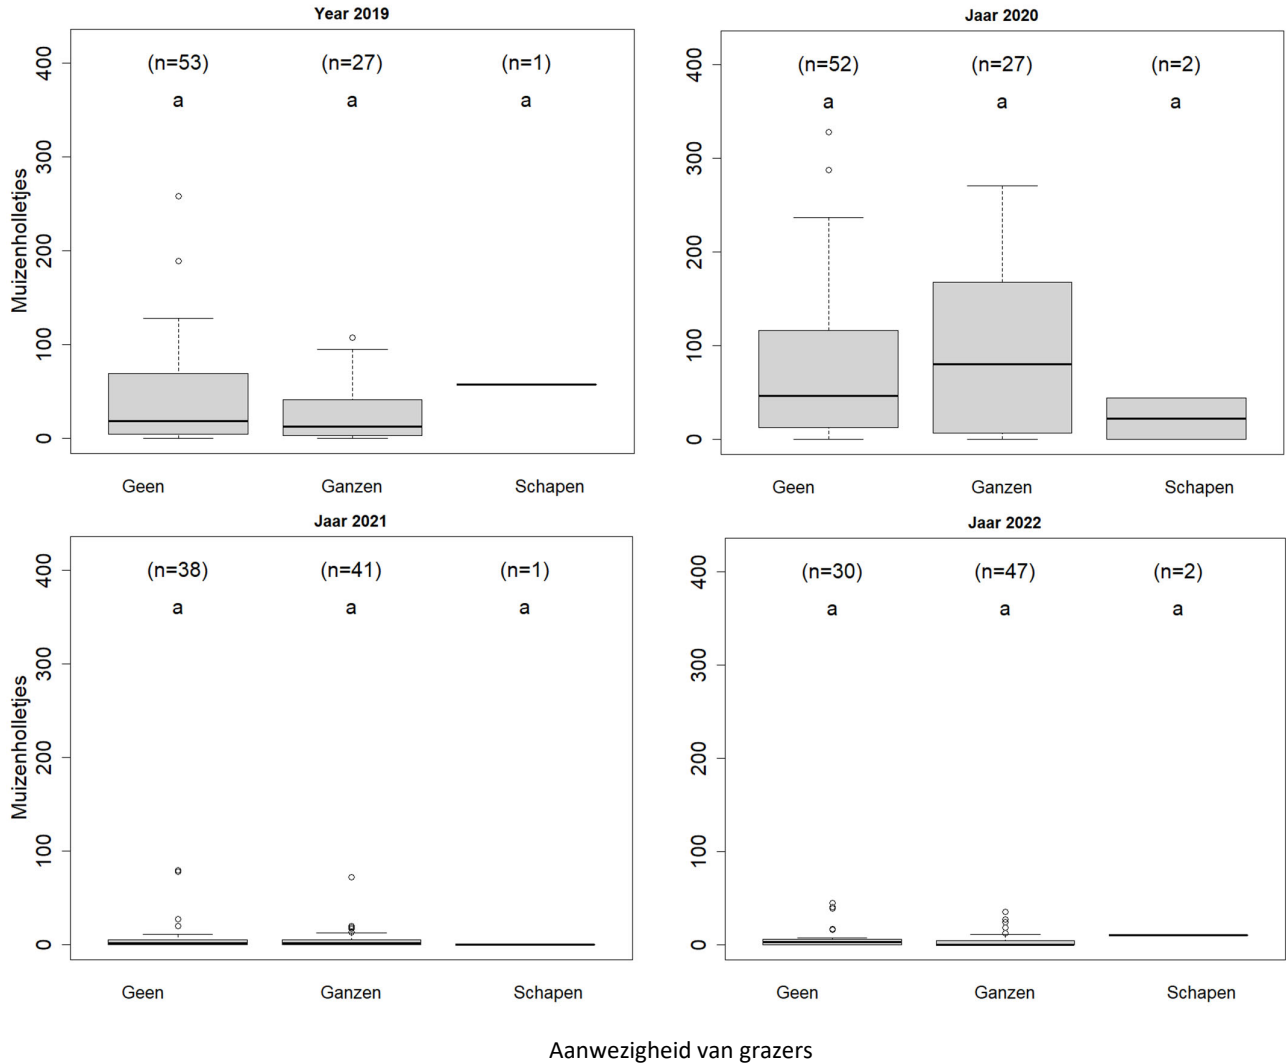 Year 2019
Muizenholletjes
400
300
200
100
0
(n=53) (n=27) (n=1)
a a a
Geen Ganzen Schapen
Jaar 2020
400
300
200
100
0
(n=52) (n=27) (n=2)
a a a
Geen Ganzen Schapen
Jaar 2021
Muizenholletjes
400
300
200
100
0
(n=38) (n=41) (n=1)
a a a
Geen Ganzen Schapen
Jaar 2022
400
300
200
100
0
(n=30) (n=47) (n=2)
a a a
Geen Ganzen Schapen
Aanwezigheid van grazers